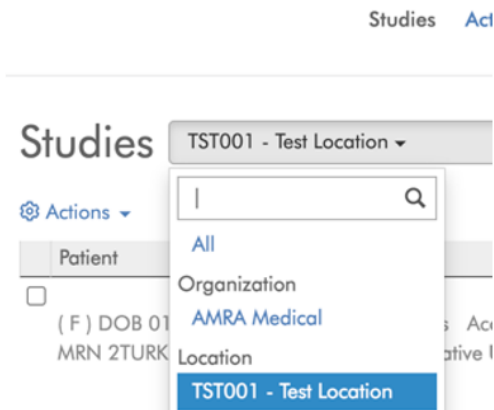 Studies
Studies TST001 - Test Location
Actions
All
Patient
Organization
( F ) DOB 01 AMRA Medical
MRN 2TURK Location
TST001 - Test Location